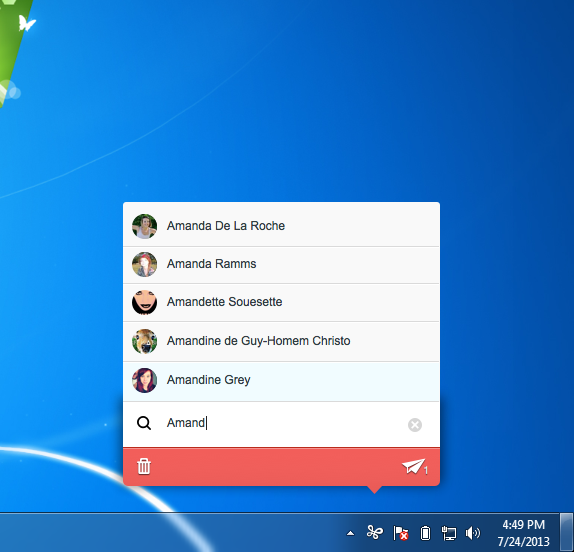 Amanda De La Roche
Amanda Ramms
Amandette Souesette
Amandine de Guy-Homem Christo
Amandine Grey
Amand
1
4:49 PM
7/24/2013